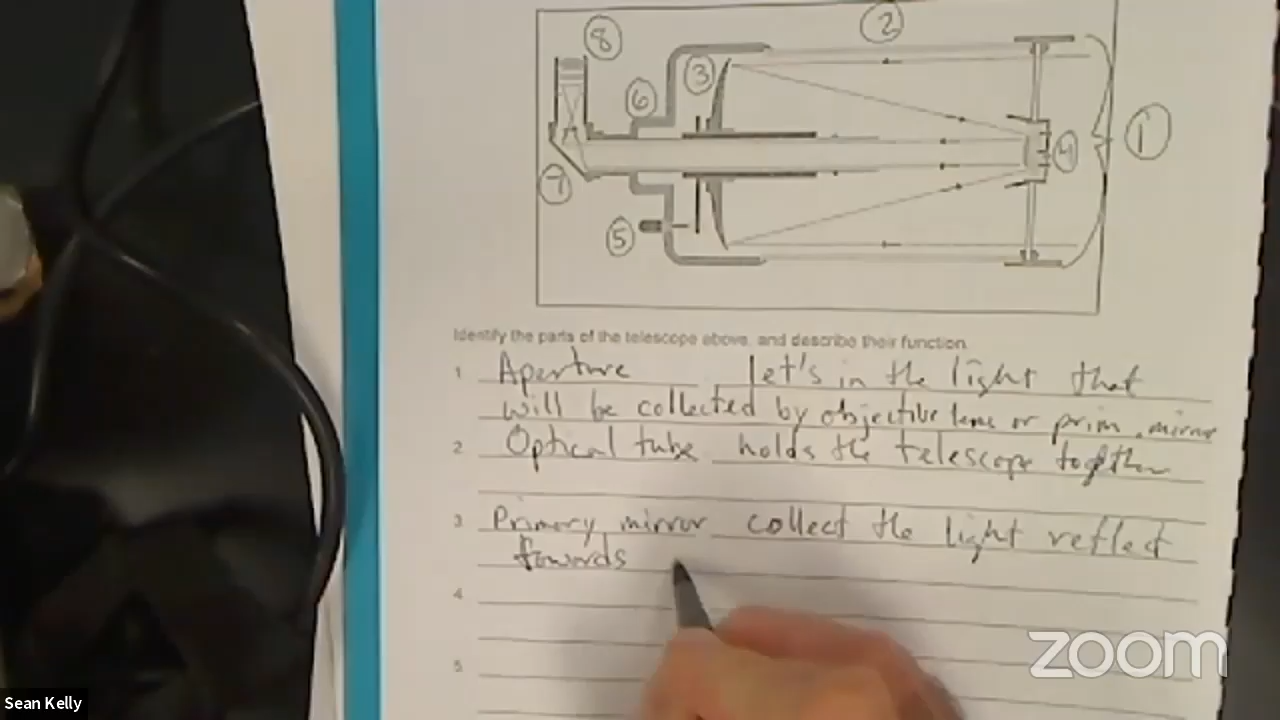 8
2
3
6
1
4
7
5
Identify the parts of the telescope above, and describe their function.
1. Aperture let's in the light that
will be collected by objective lens or prim. mirror
2. Optical tube holds the telescope together
3. Primary mirror collect the light reflect
towards
4.
5.
zoom
Sean Kelly